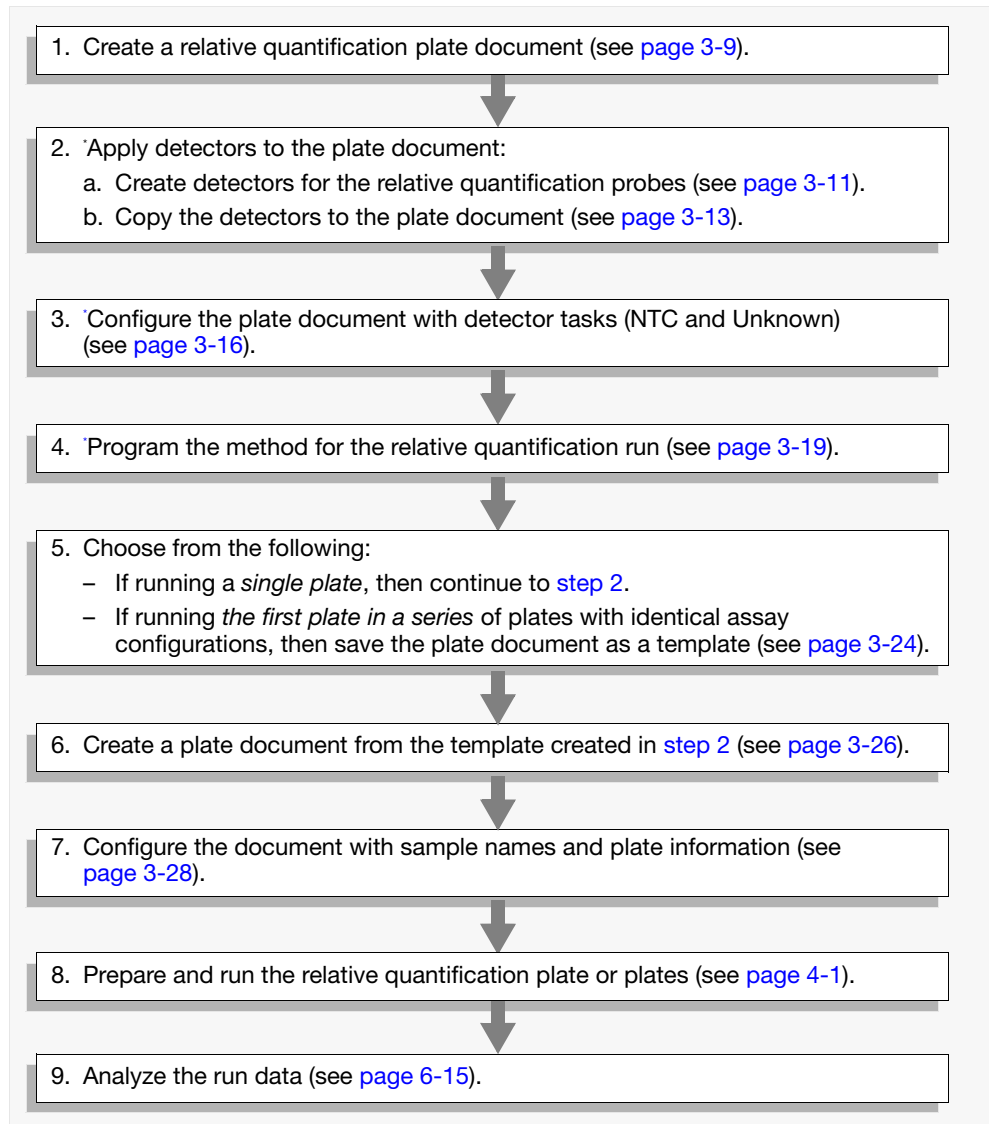 1. Create a relative quantification plate document (see page 3-9).
2. *Apply detectors to the plate document:
a. Create detectors for the relative quantification probes (see page 3-11).
b. Copy the detectors to the plate document (see page 3-13).
3. *Configure the plate document with detector tasks (NTC and Unknown)
(see page 3-16).
4. *Program the method for the relative quantification run (see page 3-19).
5. Choose from the following:
– If running a single plate, then continue to step 2.
– If running the first plate in a series of plates with identical assay
configurations, then save the plate document as a template (see page 3-24).
6. Create a plate document from the template created in step 2 (see page 3-26).
7. Configure the document with sample names and plate information (see
page 3-28).
8. Prepare and run the relative quantification plate or plates (see page 4-1).
9. Analyze the run data (see page 6-15).